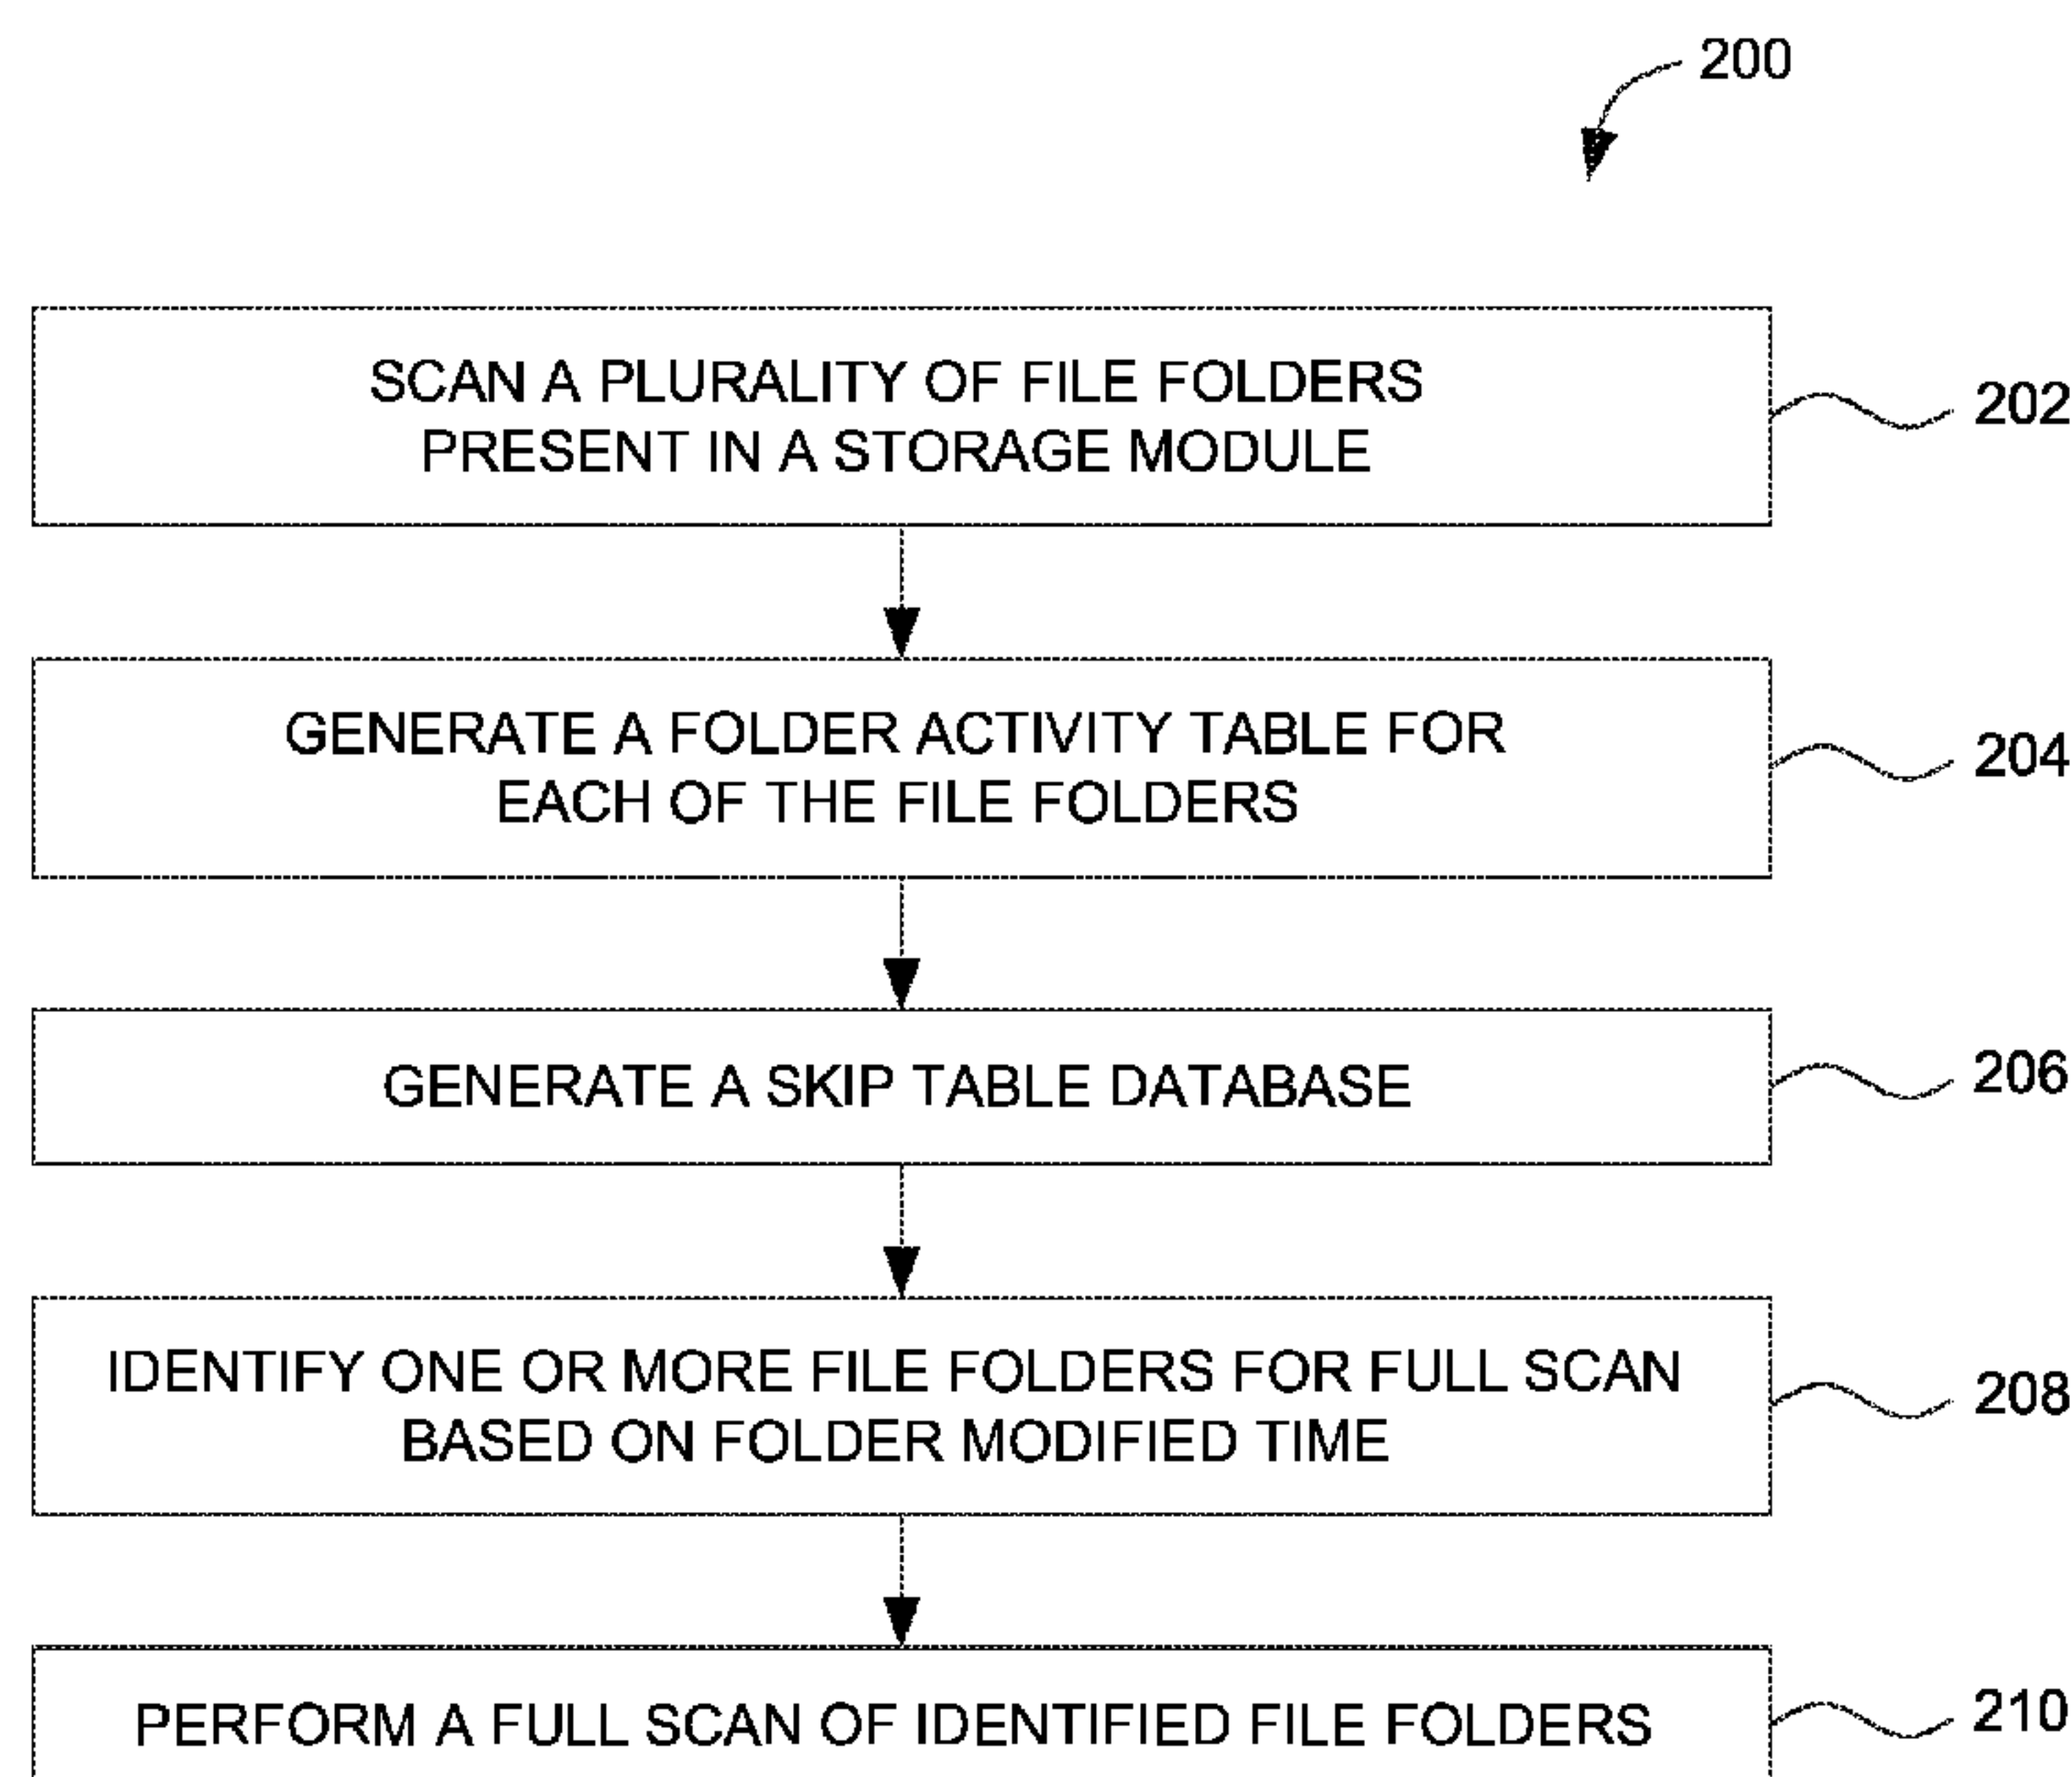 200
SCAN A PLURALITY OF FILE FOLDERS
PRESENT IN A STORAGE MODULE
202
GENERATE A FOLDER ACTIVITY TABLE FOR
EACH OF THE FILE FOLDERS
204
GENERATE A SKIP TABLE DATABASE
206
IDENTIFY ONE OR MORE FILE FOLDERS FOR FULL SCAN
BASED ON FOLDER MODIFIED TIME
208
PERFORM A FULL SCAN OF IDENTIFIED FILE FOLDERS
210